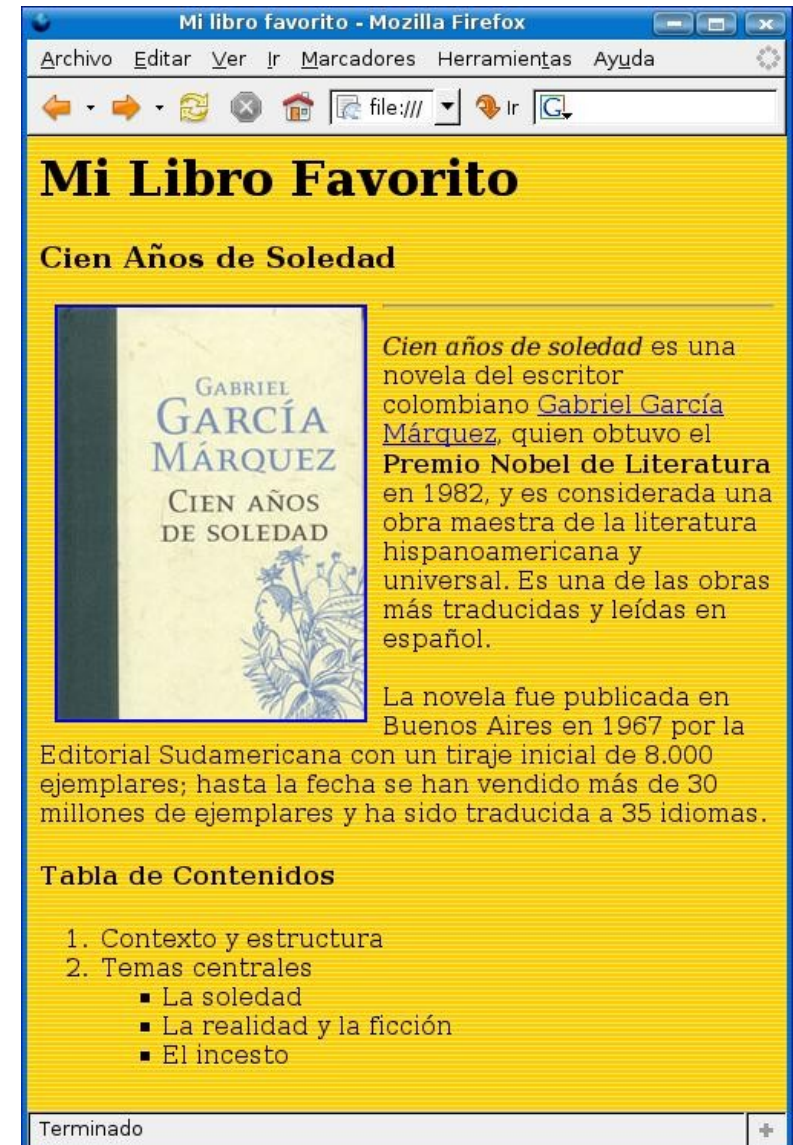 Mi libro favorito - Mozilla Firefox
Archivo Editar Ver Ir Marcadores Herramientas Ayuda
file:/// Ir G
Mi Libro Favorito
Cien Años de Soledad
GABRIEL
GARCÍA
MÁRQUEZ
CIEN AÑOS
DE SOLEDAD
Cien años de soledad es una
novela del escritor
colombiano Gabriel García
Márquez, quien obtuvo el
Premio Nobel de Literatura
en 1982, y es considerada una
obra maestra de la literatura
hispanoamericana y
universal. Es una de las obras
más traducidas y leídas en
español.
La novela fue publicada en
Buenos Aires en 1967 por la
Editorial Sudamericana con un tiraje inicial de 8.000
ejemplares; hasta la fecha se han vendido más de 30
millones de ejemplares y ha sido traducida a 35 idiomas.
Tabla de Contenidos
1. Contexto y estructura
2. Temas centrales
▪ La soledad
▪ La realidad y la ficción
▪ El incesto
Terminado